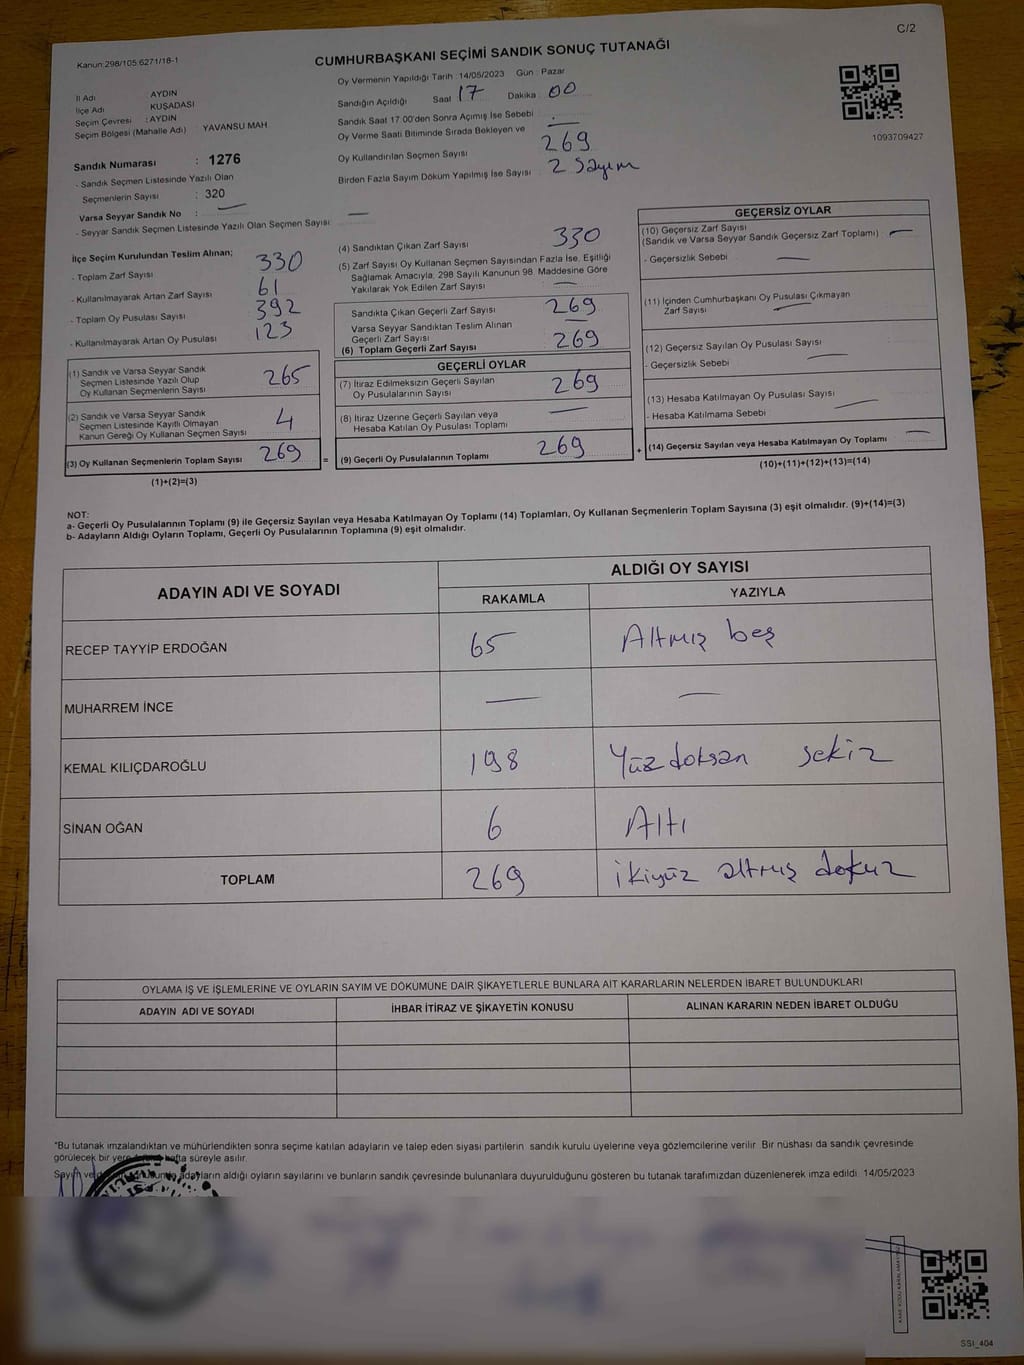 C/2
Kanun:298/105:6271/18-1
CUMHURBAŞKANI SEÇİMİ SANDIK SONUÇ TUTANAĞI
1093709427
İl Adı : AYDIN
İlçe Adı : KUŞADASI
Seçim Çevresi : AYDIN
Seçim Bölgesi (Mahalle Adı) : YAVANSU MAH.
Sandık Numarası : 1276
- Sandık Seçmen Listesinde Yazılı Olan
Seçmenlerin Sayısı : 320
Varsa Seyyar Sandık No : —
- Seyyar Sandık Seçmen Listesinde Yazılı Olan Seçmen Sayısı: —
Oy Vermenin Yapıldığı Tarih : 14/05/2023 Gün : Pazar
Sandığın Açıldığı Saat 17 Dakika : 00
Sandık Saat 17.00'den Sonra Açmış İse Sebebi : —
Oy Verme Saati Bitiminde Sırada Bekleyen ve
Oy Kullandırılan Seçmen Sayısı 269
Birden Fazla Sayım Döküm Yapılmış İse Sayısı : 2 Sayım
İlçe Seçim Kurulundan Teslim Alınan;
- Toplam Zarf Sayısı 330
- Kullanılmayarak Artan Zarf Sayısı 61
- Toplam Oy Pusulası Sayısı 392
- Kullanılmayarak Artan Oy Pusulası 123
(1) Sandık ve Varsa Seyyar Sandık
Seçmen Listesinde Yazılı Olup
Oy Kullanan Seçmenlerin Sayısı 265
(2) Sandık ve Varsa Seyyar Sandık
Seçmen Listesinde Kayıtlı Olmayan
Kanun Gereği Oy Kullanan Seçmen Sayısı 4
(3) Oy Kullanan Seçmenlerin Toplam Sayısı 269 =
(1)+(2)=(3)
(4) Sandıktan Çıkan Zarf Sayısı 330
(5) Zarf Sayısı Oy Kullanan Seçmen Sayısından Fazla İse, Eşitliği
Sağlamak Amacıyla, 298 Sayılı Kanunun 98. Maddesine Göre
Yakılarak Yok Edilen Zarf Sayısı —
Sandıkta Çıkan Geçerli Zarf Sayısı 269
Varsa Seyyar Sandıktan Teslim Alınan
Geçerli Zarf Sayısı —
(6) Toplam Geçerli Zarf Sayısı 269
GEÇERLİ OYLAR
(7) İtiraz Edilmeksizin Geçerli Sayılan
Oy Pusulasının Sayısı 269
(8) İtiraz Üzerine Geçerli Sayılan veya
Hesaba Katılan Oy Pusulası Toplamı —
(9) Geçerli Oy Pusulalarının Toplamı 269 +
GEÇERSİZ OYLAR
(10) Geçersiz Zarf Sayısı
(Sandık ve Varsa Seyyar Sandık Geçersiz Zarf Toplamı) —
- Geçersizlik Sebebi —
(11) İçinden Cumhurbaşkanı Oy Pusulası Çıkmayan
Zarf Sayısı —
(12) Geçersiz Sayılan Oy Pusulası Sayısı
- Geçersizlik Sebebi —
(13) Hesaba Katılmayan Oy Pusulası Sayısı
- Hesaba Katılmama Sebebi —
(14) Geçersiz Sayılan veya Hesaba Katılmayan Oy Toplamı —
(10)+(11)+(12)+(13)=(14)
NOT:
a- Geçerli Oy Pusulalarının Toplamı (9) ile Geçersiz Sayılan veya Hesaba Katılmayan Oy Toplamı (14) Toplamları, Oy Kullanan Seçmenlerin Toplam Sayısına (3) eşit olmalıdır. (9)+(14)=(3)
b- Adayların Aldığı Oyların Toplamı, Geçerli Oy Pusulalarının Toplamına (9) eşit olmalıdır.
ADAYIN ADI VE SOYADI
ALDIĞI OY SAYISI
RAKAMLA YAZIYLA
RECEP TAYYİP ERDOĞAN 65 Altmış beş
MUHARREM İNCE — —
KEMAL KILIÇDAROĞLU 198 Yüz doksan sekiz
SİNAN OĞAN 6 Altı
TOPLAM 269 ikiyüz altmış dokuz
OYLAMA İŞ VE İŞLEMLERİNE VE OYLARIN SAYIM VE DÖKÜMÜNE DAİR ŞİKAYETLERLE BUNLARA AİT KARARLARIN NELERDEN İBARET BULUNDUKLARI
ADAYIN ADI VE SOYADI İHBAR İTİRAZ VE ŞİKAYETİN KONUSU ALINAN KARARIN NEDEN İBARET OLDUĞU
*Bu tutanak imzalandıktan ve mühürlendikten sonra seçime katılan adayların ve talep eden siyasi partilerin sandık kurulu üyelerine veya gözlemcilerine verilir. Bir nüshası da sandık çevresinde
görülecek bir yere hafta süreyle asılır.
Sayım ve adayların aldığı oyların sayılarını ve bunların sandık çevresinde bulunanlara duyurulduğunu gösteren bu tutanak tarafımızdan düzenlenerek imza edildi. 14/05/2023
SSİ_404